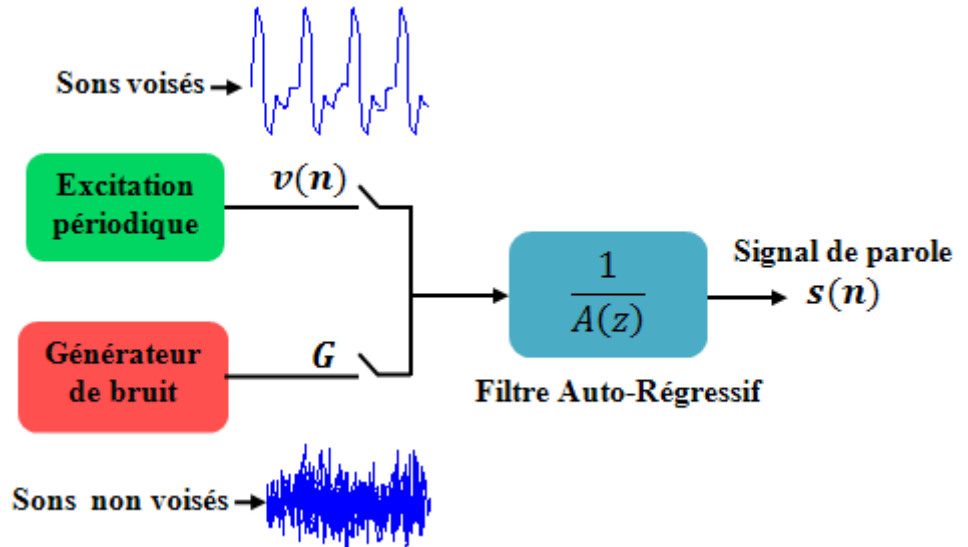 Sons voisés
Excitation
périodique
v(n)
Générateur
de bruit
G
1
A(z)
Filtre Auto-Régressif
Signal de parole
s(n)
Sons non voisés